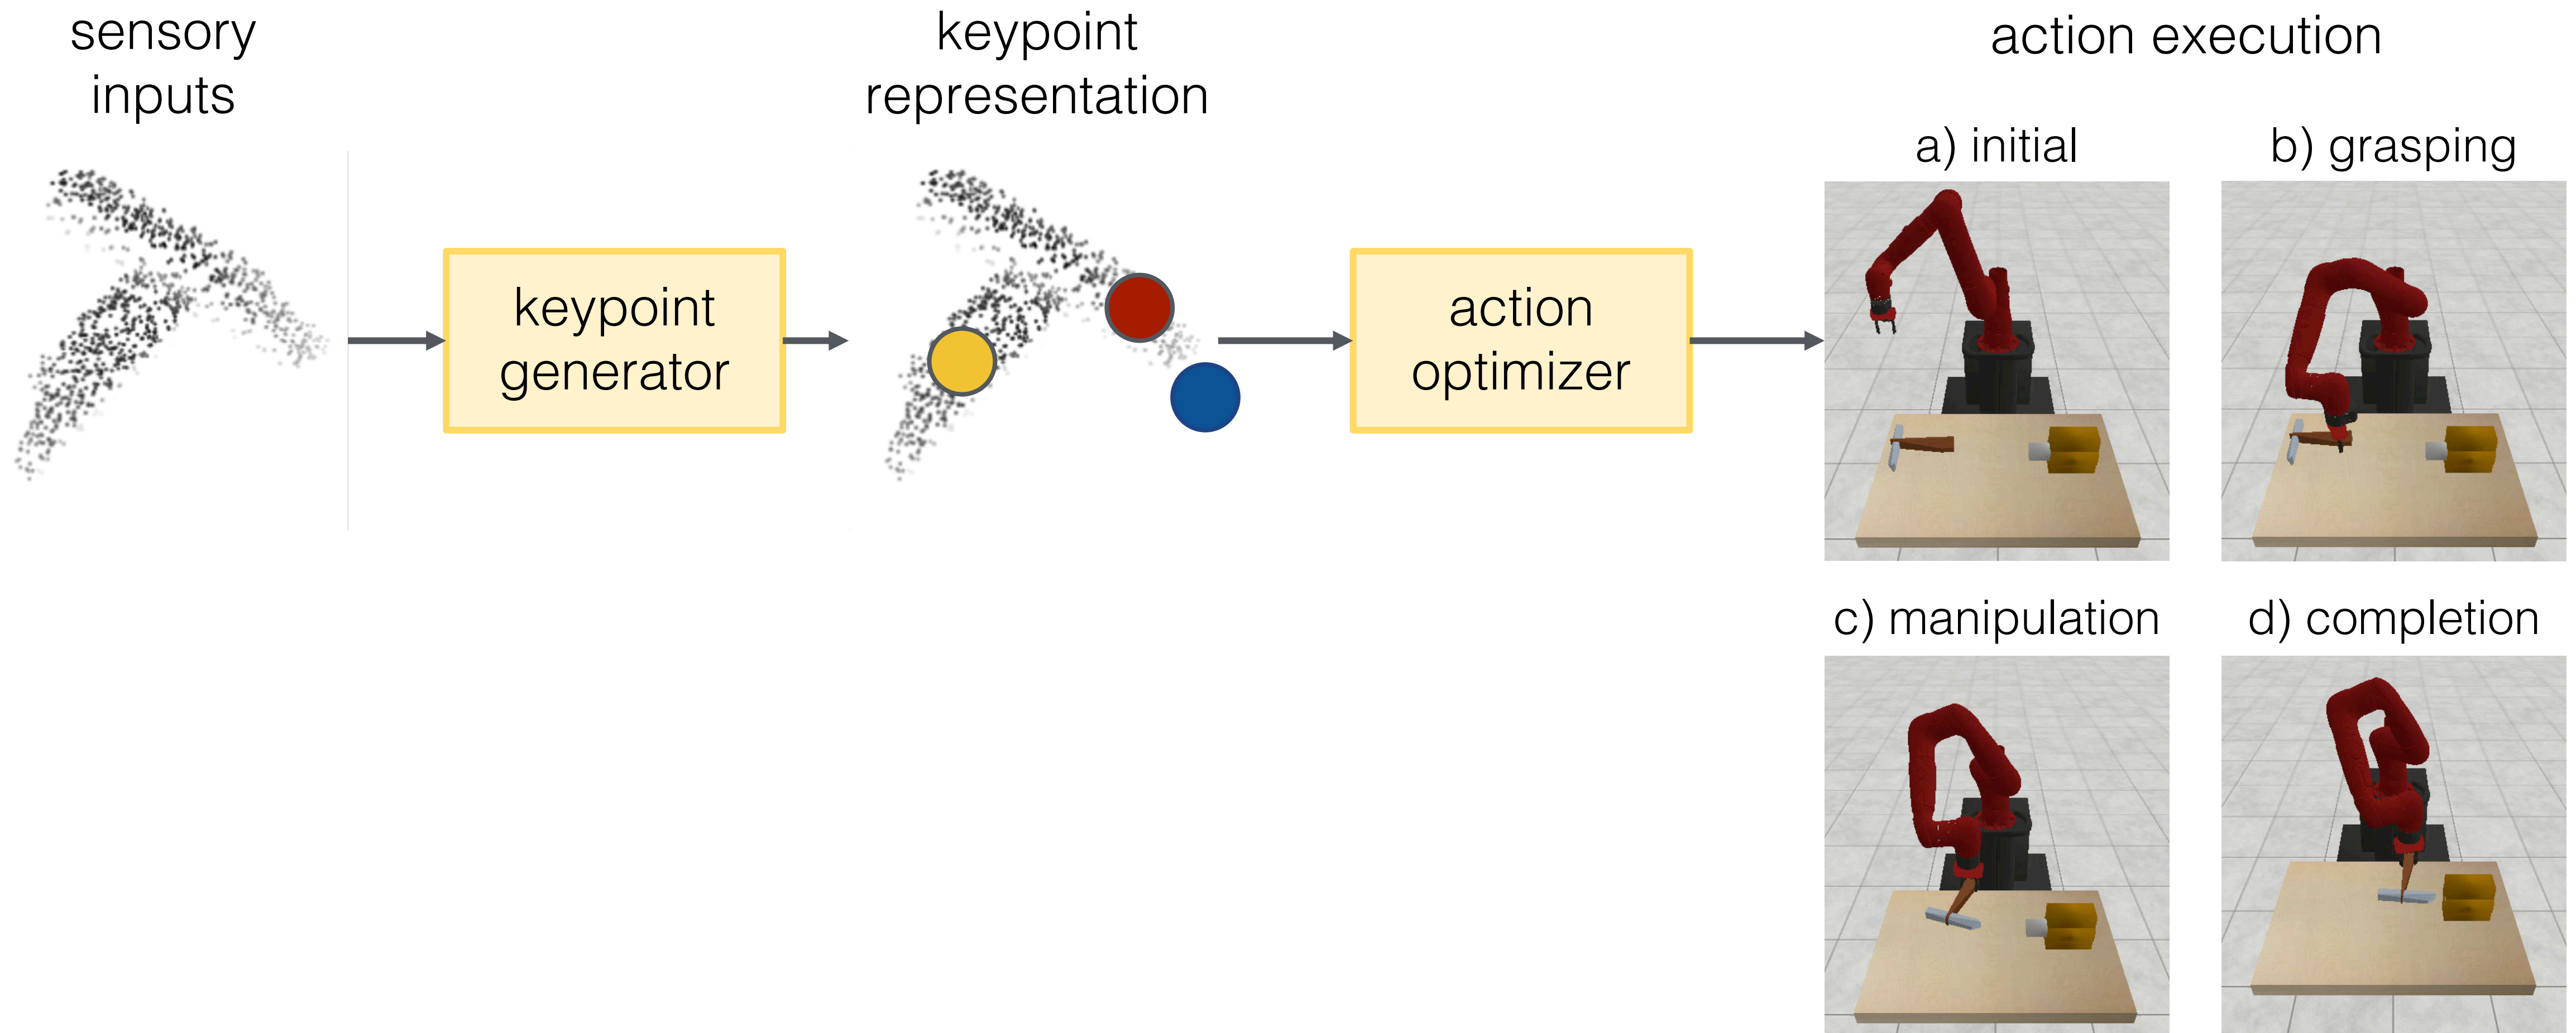 sensory
inputs
keypoint
generator
keypoint
representation
action
optimizer
action execution
a) initial
b) grasping
c) manipulation
d) completion